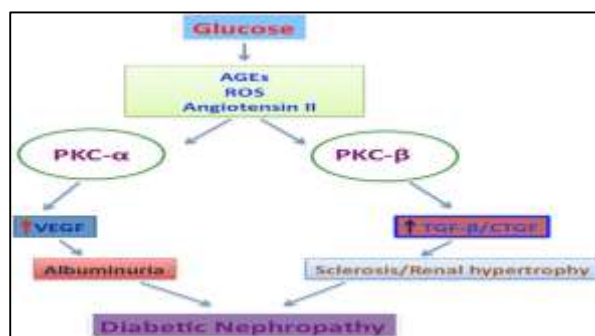 Glucose
AGEs
ROS
Angiotensin II
PKC-α
PKC-β
↑VEGF
↑TGF-β/CTGF
Albuminuria
Sclerosis/Renal hypertrophy
Diabetic Nephropathy